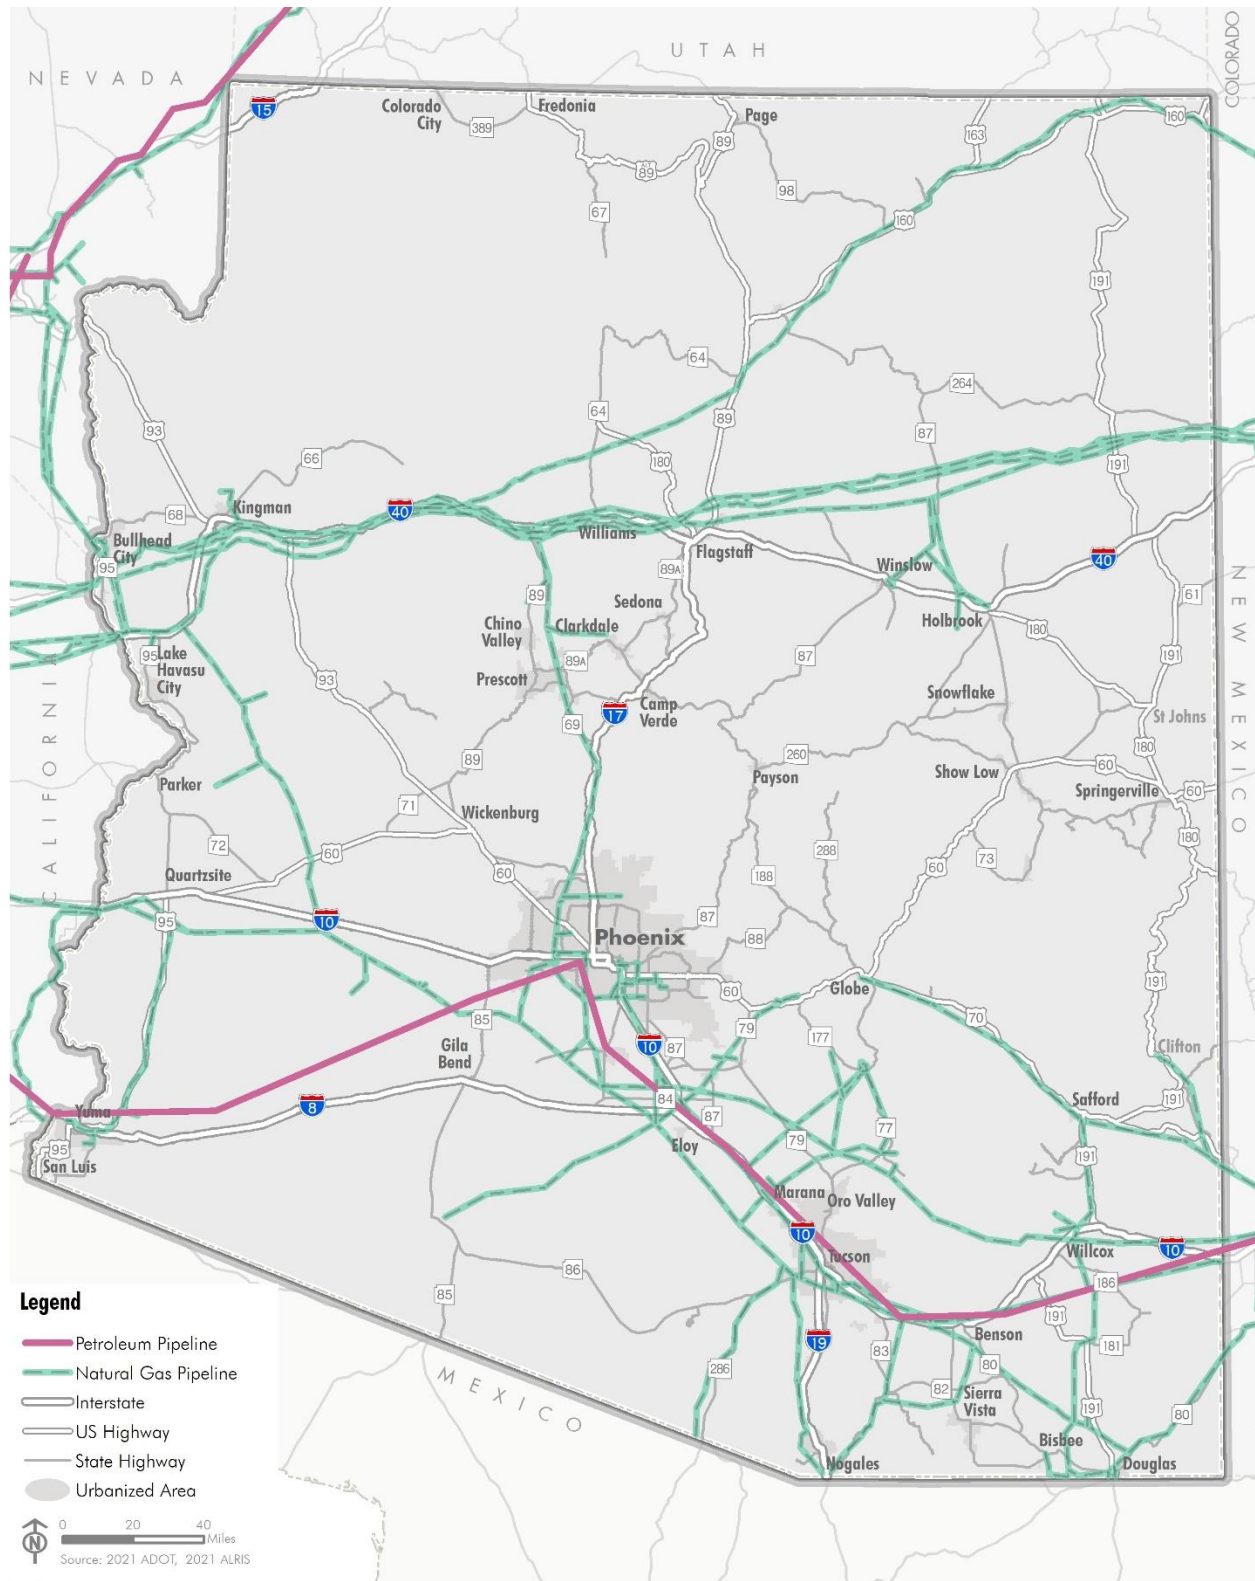 UTAH
COLORADO
NEVADA
15
Colorado
City
389
Fredonia
Page
163
160
89
89
98
67
160
191
64
264
64
89
93
87
180
66
191
Kingman
68
40
Williams
Bullhead
City
Flagstaff
40
95
89A
Winslow
NEW MEXICO
89
Sedona
61
Chino
Valley
Clarkdale
Holbrook
180
CALIFORNIA
95
Lake
Havasu
City
89A
87
191
93
Prescott
Snowflake
Camp
Verde
17
St Johns
69
180
89
260
60
Parker
Payson
Show Low
Springerville
60
71
Wickenburg
72
60
288
180
60
73
Quartzsite
60
188
10
95
87
88
Phoenix
191
60
Globe
85
79
70
177
10
87
Gila
Bend
Clifton
84
8
Yuma
87
Safford
191
95
79
77
Eloy
191
San Luis
Marana
Oro Valley
10
Tucson
Willcox
10
86
186
85
Legend
Petroleum Pipeline
Natural Gas Pipeline
Interstate
US Highway
State Highway
Urbanized Area
0 20 40
Miles
N
Source: 2021 ADOT, 2021 ALRIS
MEXICO
19
Benson
191
83
181
286
80
82
Sierra
Vista
191
80
Bisbee
Nogales
Douglas